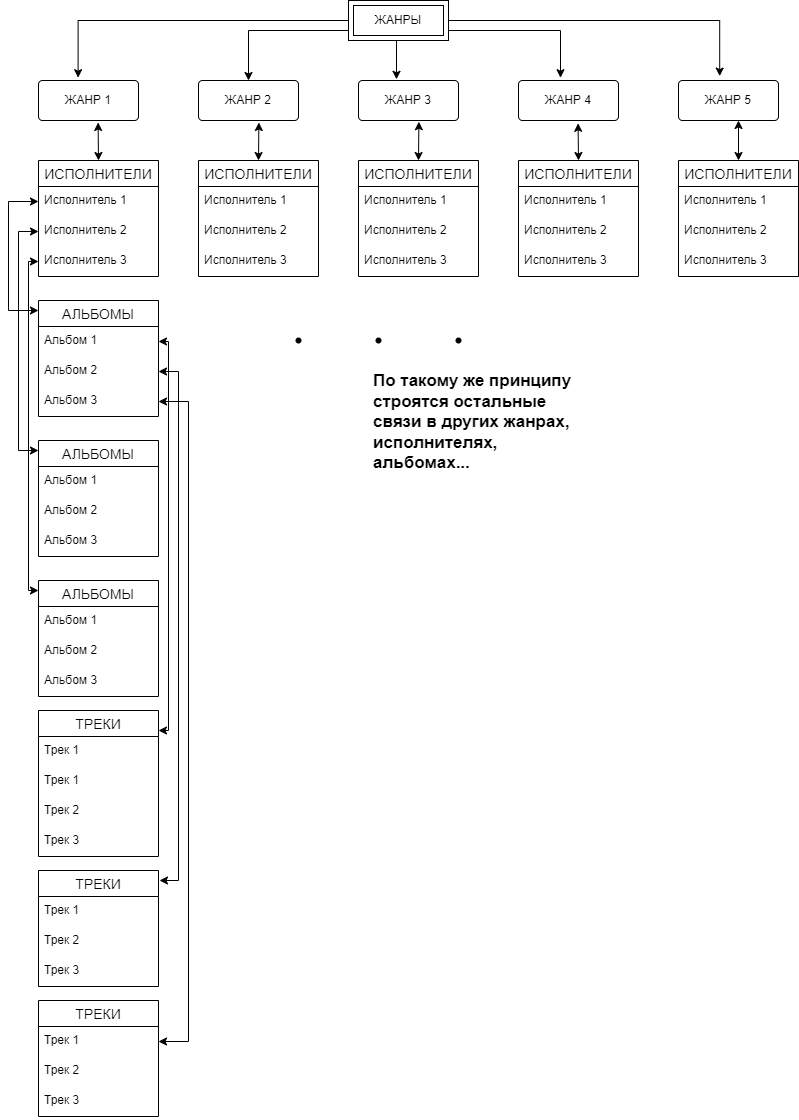 ЖАНРЫ
ЖАНР 1
ЖАНР 2
ЖАНР 3
ЖАНР 4
ЖАНР 5
ИСПОЛНИТЕЛИ
Исполнитель 1
Исполнитель 2
Исполнитель 3
ИСПОЛНИТЕЛИ
Исполнитель 1
Исполнитель 2
Исполнитель 3
ИСПОЛНИТЕЛИ
Исполнитель 1
Исполнитель 2
Исполнитель 3
ИСПОЛНИТЕЛИ
Исполнитель 1
Исполнитель 2
Исполнитель 3
ИСПОЛНИТЕЛИ
Исполнитель 1
Исполнитель 2
Исполнитель 3
АЛЬБОМЫ
Альбом 1
Альбом 2
Альбом 3
По такому же принципу
строятся остальные
связи в других жанрах,
исполнителях,
альбомах...
АЛЬБОМЫ
Альбом 1
Альбом 2
Альбом 3
АЛЬБОМЫ
Альбом 1
Альбом 2
Альбом 3
ТРЕКИ
Трек 1
Трек 1
Трек 2
Трек 3
ТРЕКИ
Трек 1
Трек 2
Трек 3
ТРЕКИ
Трек 1
Трек 2
Трек 3